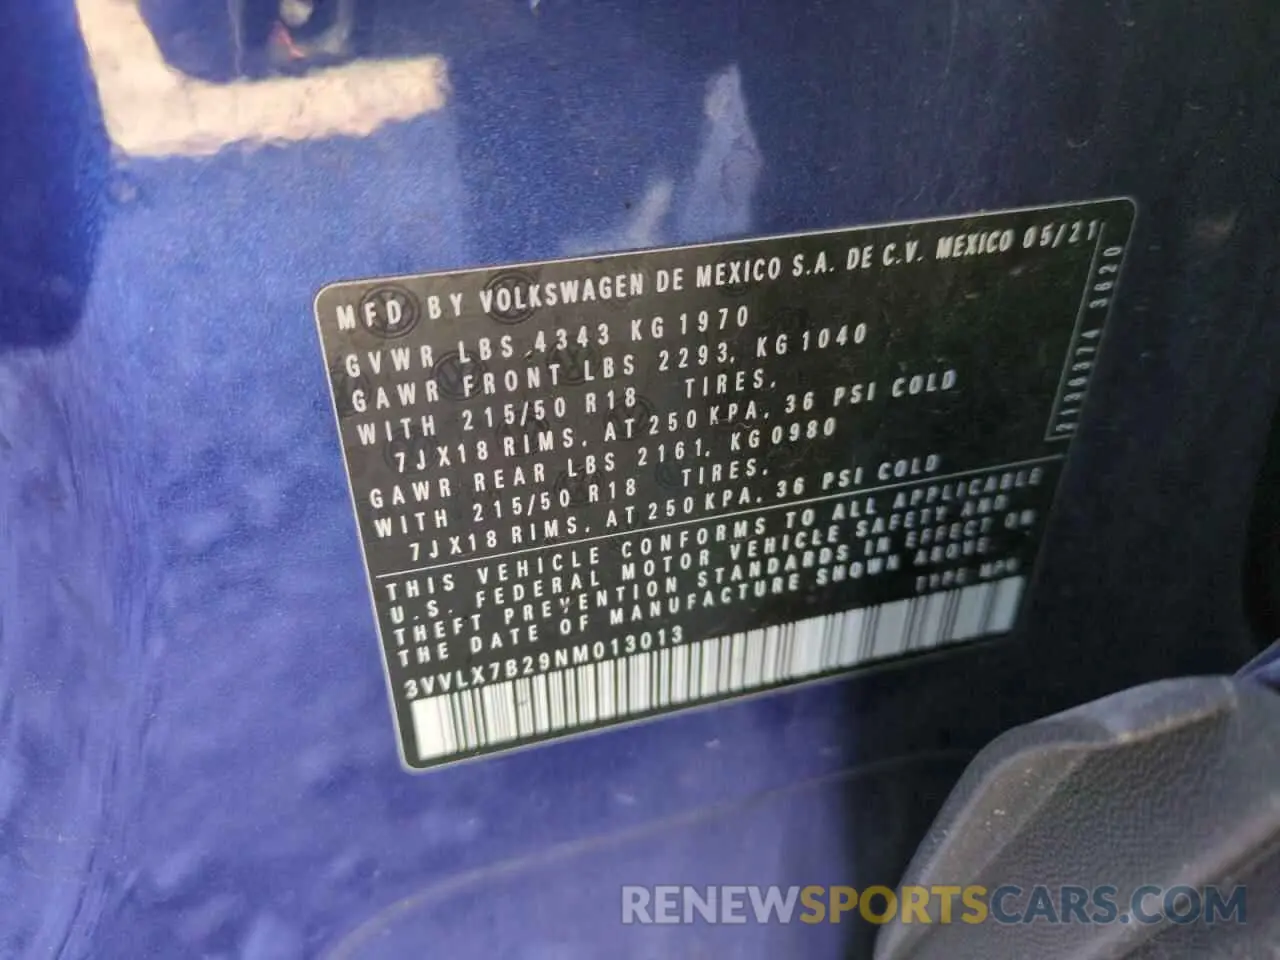 MFD BY VOLKSWAGEN DE MEXICO S.A. DE C.V. MEXICO 05/21
GVWR LBS 4343 KG 1970
GAWR FRONT LBS 2293, KG 1040
WITH 215/50 R18 TIRES,
7JX18 RIMS, AT 250 KPA, 36 PSI COLD
GAWR REAR LBS 2161, KG 0980
WITH 215/50 R18 TIRES,
7JX18 RIMS, AT 250 KPA, 36 PSI COLD
THIS VEHICLE CONFORMS TO ALL APPLICABLE
U.S. FEDERAL MOTOR VEHICLE SAFETY AND
THEFT PREVENTION STANDARDS IN EFFECT ON
THE DATE OF MANUFACTURE SHOWN ABOVE.
3VVLX7B29NM013013 TYPE: MPV
2136374 3620
RENEWSPORTSCARS.COM